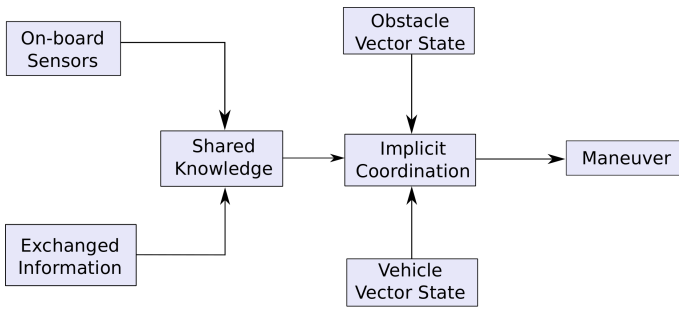 On-board
Sensors
Obstacle
Vector State
Shared
Knowledge
Implicit
Coordination
Maneuver
Exchanged
Information
Vehicle
Vector State